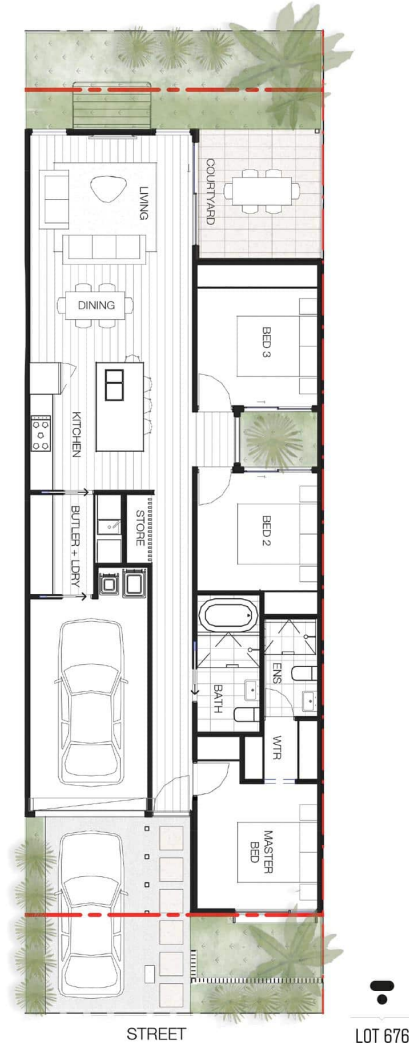 LIVING
COURTYARD
DINING
BED 3
KITCHEN
STORE
BED 2
BUTLER + LDRY
BATH
ENS
WTR
MASTER
BED
STREET
LOT 676